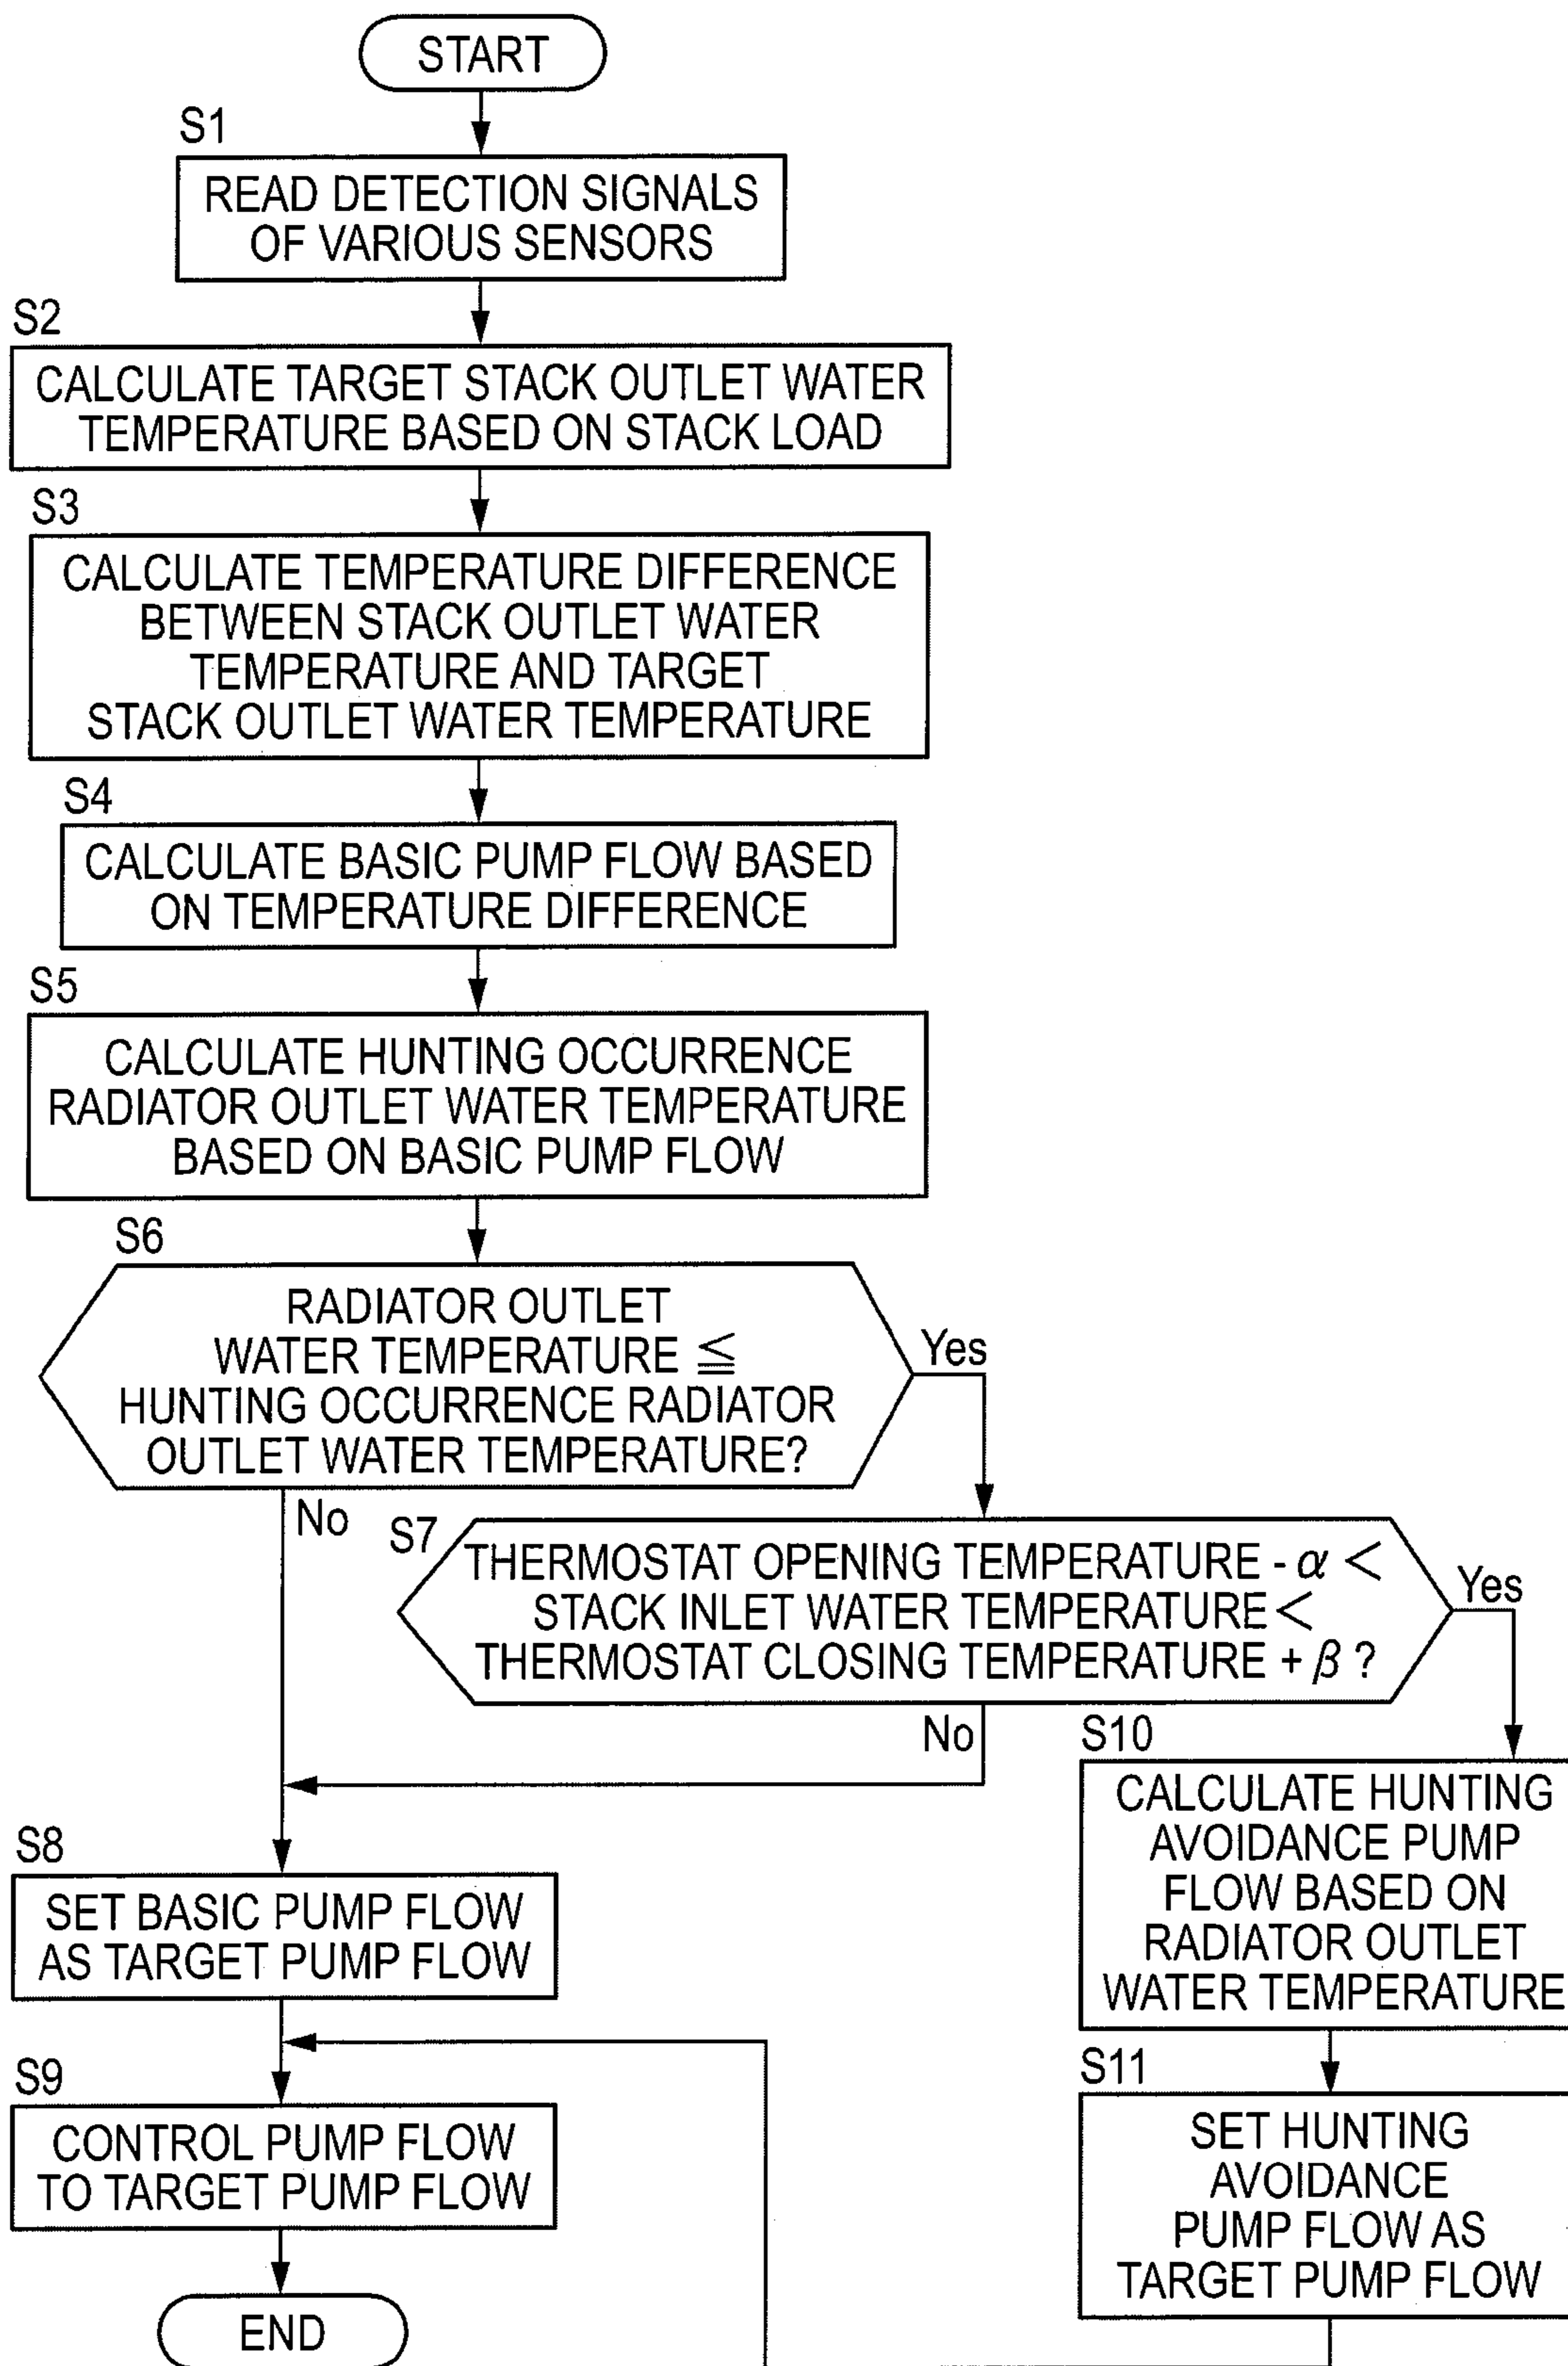 START
S1
READ DETECTION SIGNALS
OF VARIOUS SENSORS
S2
CALCULATE TARGET STACK OUTLET WATER
TEMPERATURE BASED ON STACK LOAD
S3
CALCULATE TEMPERATURE DIFFERENCE
BETWEEN STACK OUTLET WATER
TEMPERATURE AND TARGET
STACK OUTLET WATER TEMPERATURE
S4
CALCULATE BASIC PUMP FLOW BASED
ON TEMPERATURE DIFFERENCE
S5
CALCULATE HUNTING OCCURRENCE
RADIATOR OUTLET WATER TEMPERATURE
BASED ON BASIC PUMP FLOW
S6
RADIATOR OUTLET
WATER TEMPERATURE ≦
HUNTING OCCURRENCE RADIATOR
OUTLET WATER TEMPERATURE?
Yes
No
S7
THERMOSTAT OPENING TEMPERATURE - α <
STACK INLET WATER TEMPERATURE <
THERMOSTAT CLOSING TEMPERATURE + β ?
Yes
No
S8
SET BASIC PUMP FLOW
AS TARGET PUMP FLOW
S9
CONTROL PUMP FLOW
TO TARGET PUMP FLOW
END
S10
CALCULATE HUNTING
AVOIDANCE PUMP
FLOW BASED ON
RADIATOR OUTLET
WATER TEMPERATURE
S11
SET HUNTING
AVOIDANCE
PUMP FLOW AS
TARGET PUMP FLOW